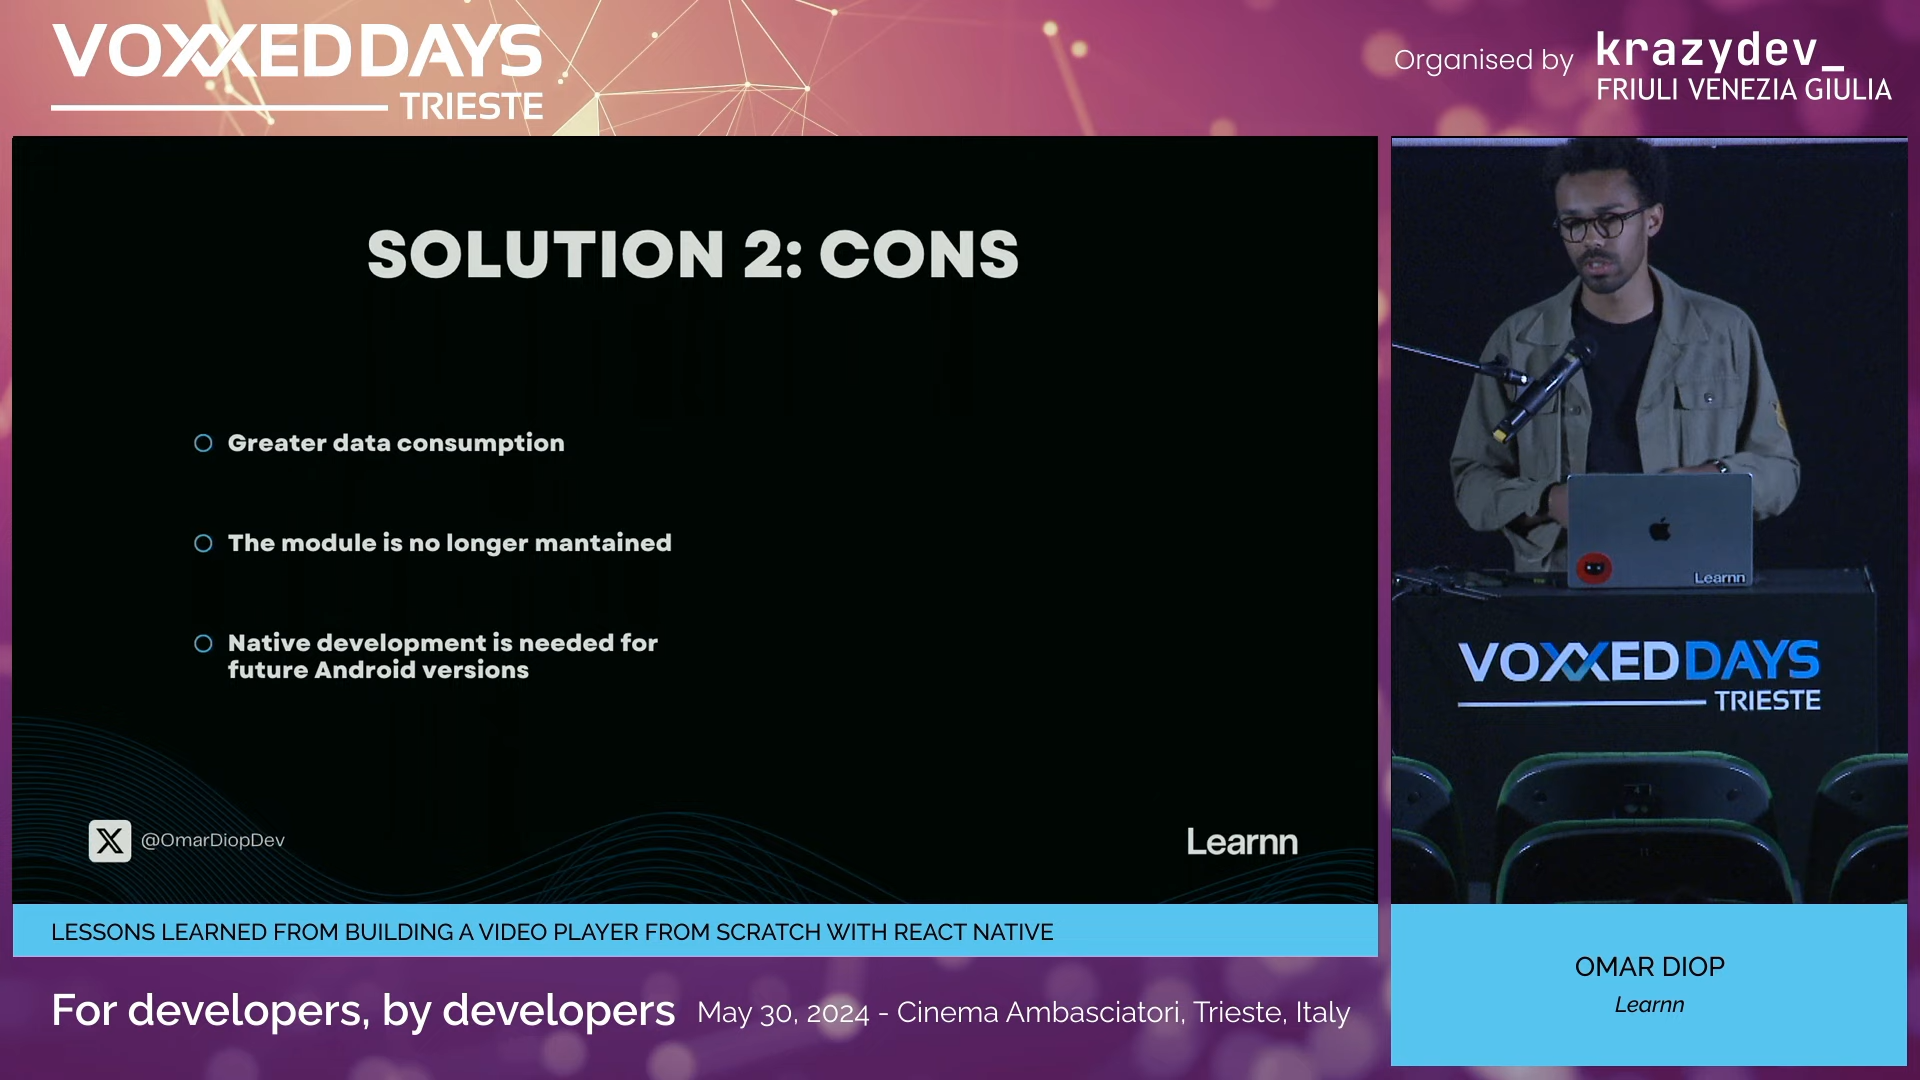 VOXXEDDAYS
TRIESTE
Organised by krazydev_
FRIULI VENEZIA GIULIA
SOLUTION 2: CONS
Greater data consumption
The module is no longer mantained
Native development is needed for
future Android versions
@OmarDiopDev
Learnn
Learnn
VOXXEDDAYS
TRIESTE
LESSONS LEARNED FROM BUILDING A VIDEO PLAYER FROM SCRATCH WITH REACT NATIVE
OMAR DIOP
Learnn
For developers, by developers May 30, 2024 - Cinema Ambasciatori, Trieste, Italy